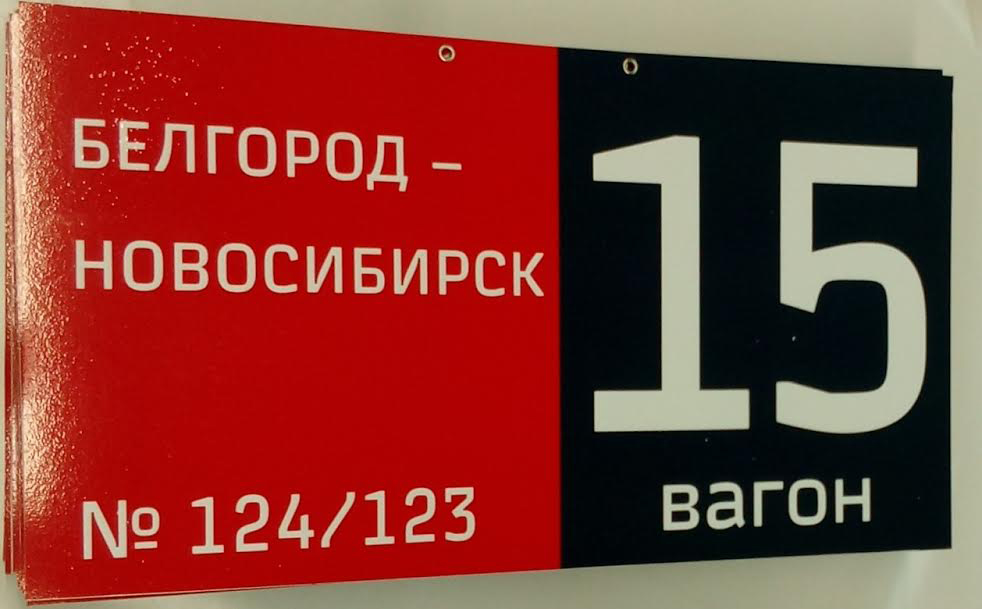 БЕЛГОРОД –
НОВОСИБИРСК
№ 124/123
15
вагон